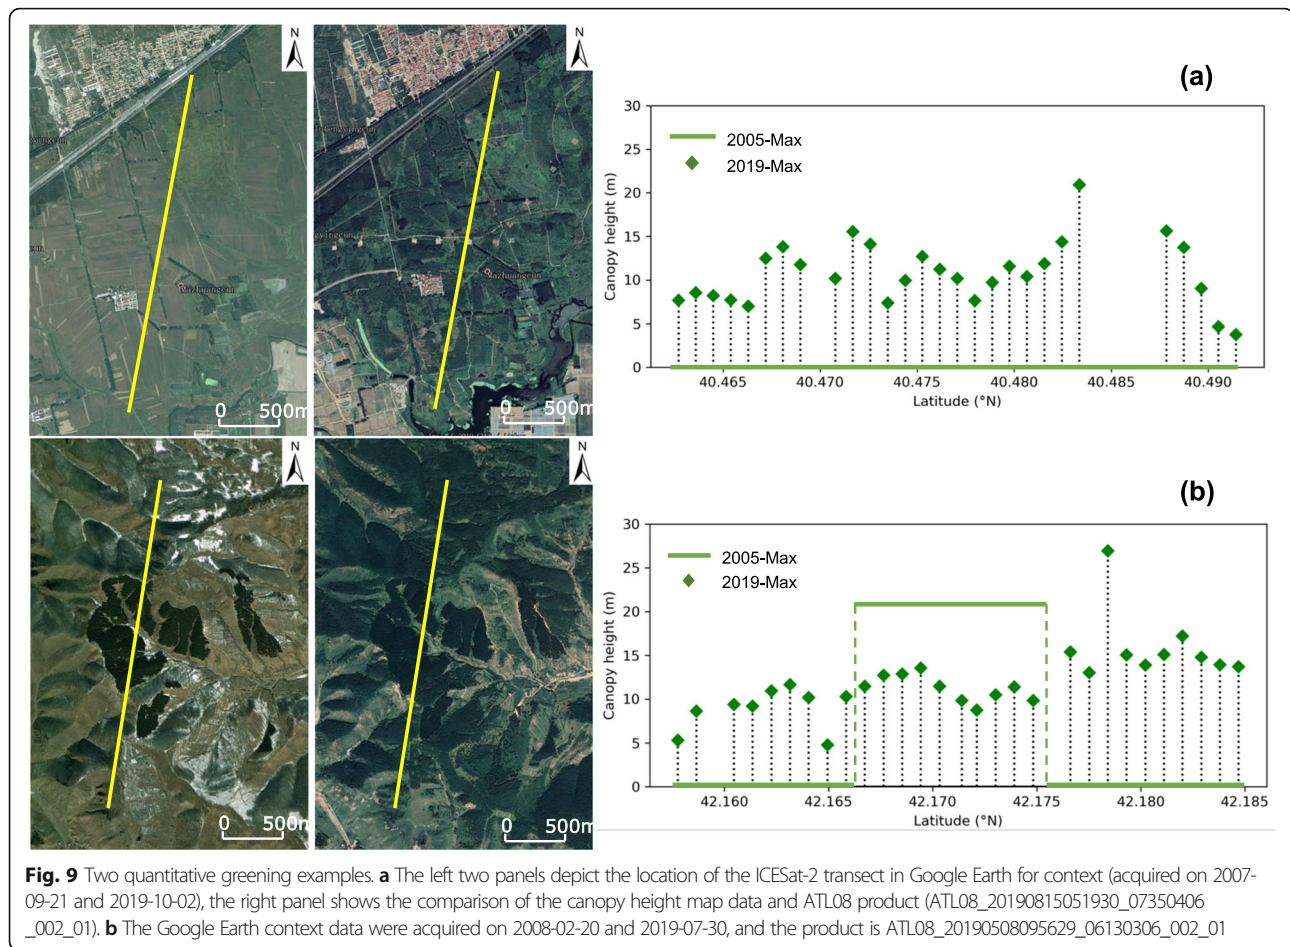 N
N
(a)
30
25
20
15
10
5
0
Canopy height (m)
2005-Max
2019-Max
40.465 40.470 40.475 40.480 40.485 40.490
Latitude (°N)
gyingcun
Mazhuangcun
0 500m
0 500m
N
N
(b)
30
25
20
15
10
5
0
Canopy height (m)
2005-Max
2019-Max
42.160 42.165 42.170 42.175 42.180 42.185
Latitude (°N)
0 500m
0 500m
Fig. 9 Two quantitative greening examples. a The left two panels depict the location of the ICESat-2 transect in Google Earth for context (acquired on 2007-
09-21 and 2019-10-02), the right panel shows the comparison of the canopy height map data and ATL08 product (ATL08_20190815051930_07350406
_002_01). b The Google Earth context data were acquired on 2008-02-20 and 2019-07-30, and the product is ATL08_20190508095629_06130306_002_01